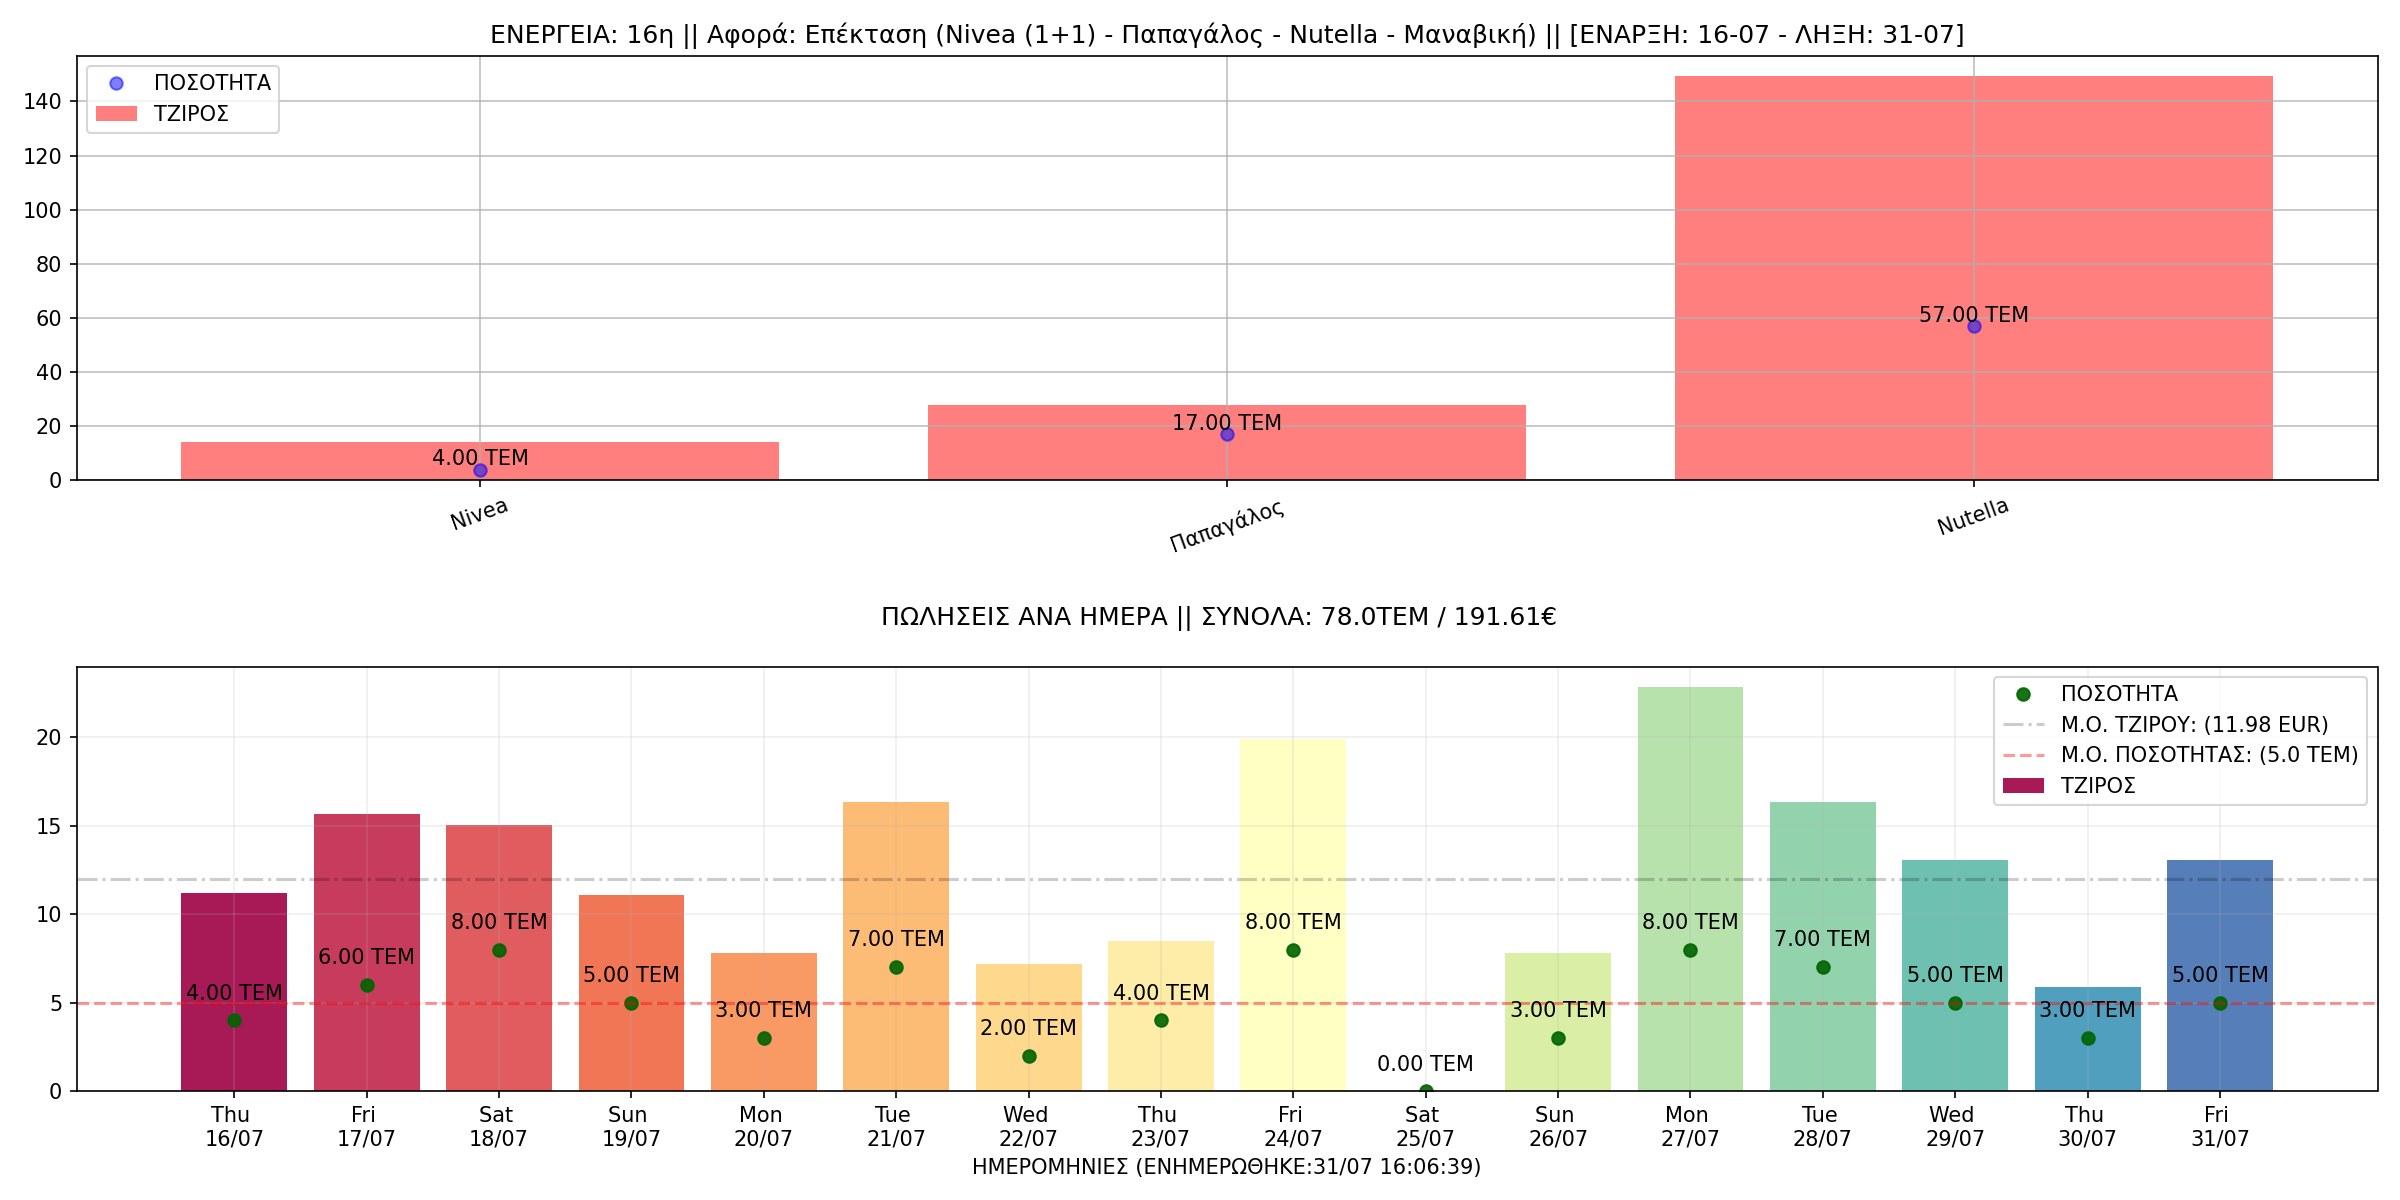 ΕΝΕΡΓΕΙΑ: 16η || Αφορά: Επέκταση (Nivea (1+1) - Παπαγάλος - Nutella - Μαναβική) || [ΕΝΑΡΞΗ: 16-07 - ΛΗΞΗ: 31-07]
ΠΟΣΟΤΗΤΑ
ΤΖΙΡΟΣ
140
120
100
80
60
40
20
0
4.00 TEM
17.00 TEM
57.00 TEM
Nivea
Παπαγάλος
Nutella
ΠΩΛΗΣΕΙΣ ΑΝΑ ΗΜΕΡΑ || ΣΥΝΟΛΑ: 78.0ΤΕΜ / 191.61€
ΠΟΣΟΤΗΤΑ
Μ.Ο. ΤΖΙΡΟΥ: (11.98 EUR)
Μ.Ο. ΠΟΣΟΤΗΤΑΣ: (5.0 ΤΕΜ)
ΤΖΙΡΟΣ
20
15
10
5
0
4.00 TEM
6.00 TEM
8.00 TEM
5.00 TEM
3.00 TEM
7.00 TEM
2.00 TEM
4.00 TEM
8.00 TEM
0.00 TEM
3.00 TEM
8.00 TEM
7.00 TEM
5.00 TEM
3.00 TEM
5.00 TEM
Thu 16/07
Fri 17/07
Sat 18/07
Sun 19/07
Mon 20/07
Tue 21/07
Wed 22/07
Thu 23/07
Fri 24/07
Sat 25/07
Sun 26/07
Mon 27/07
Tue 28/07
Wed 29/07
Thu 30/07
Fri 31/07
ΗΜΕΡΟΜΗΝΙΕΣ (ΕΝΗΜΕΡΩΘΗΚΕ:31/07 16:06:39)